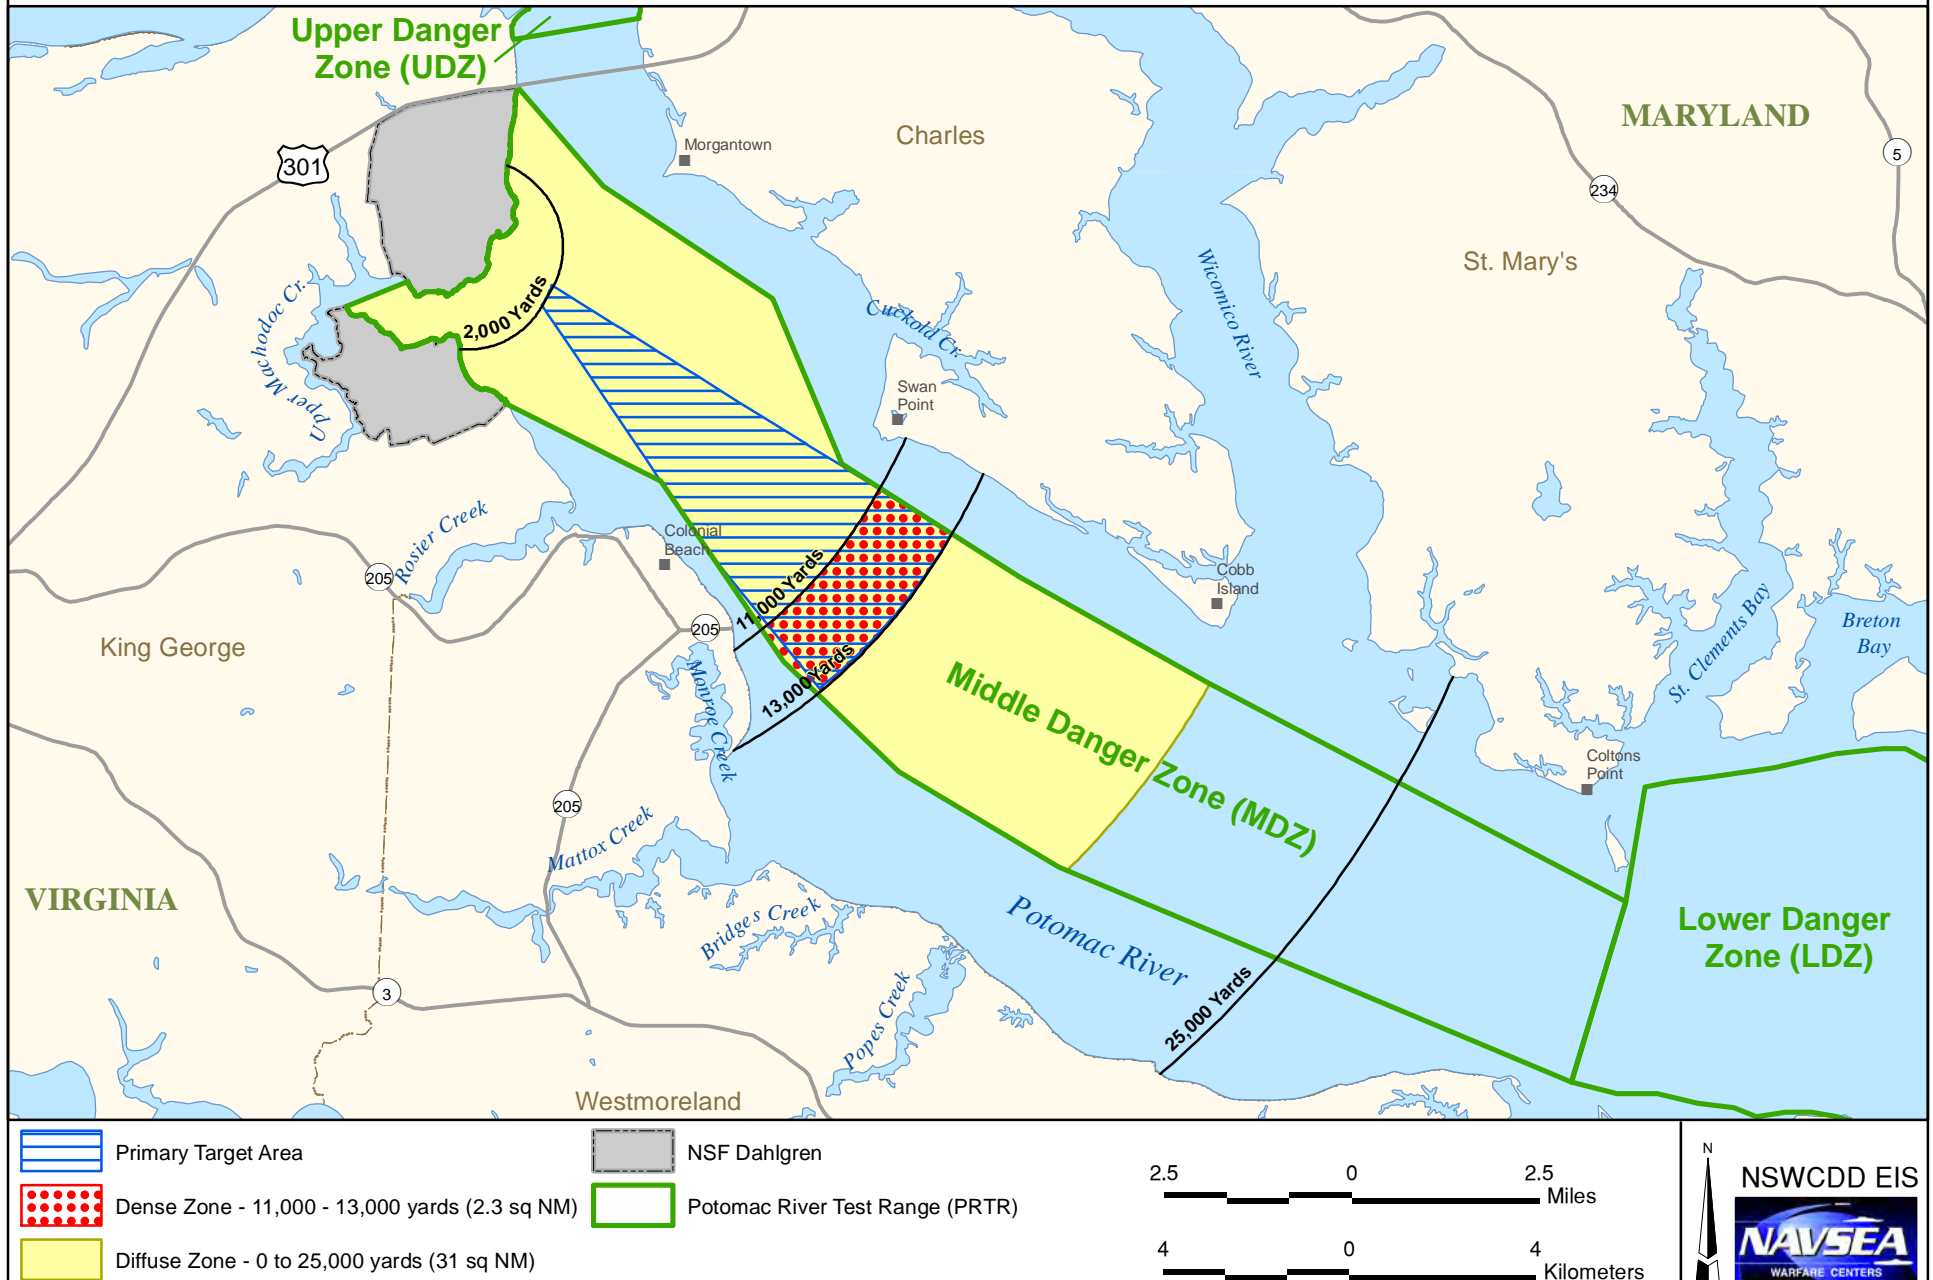 Upper Danger
Zone (UDZ)
MARYLAND
Charles
Morgantown
301
5
234
St. Mary's
Wicomico River
Upper Machodoc Cr.
2,000 Yards
Cuckold Cr.
Swan
Point
Rosier Creek
Colonial
Beach
205
11,000 Yards
Cobb
Island
St. Clements Bay
Breton
Bay
King George
205
Monroe Creek
13,000 Yards
Middle Danger Zone (MDZ)
Coltons
Point
205
Mattox Creek
VIRGINIA
Bridges Creek
Potomac River
Lower Danger
Zone (LDZ)
3
Popes Creek
25,000 Yards
Westmoreland
Primary Target Area
Dense Zone - 11,000 - 13,000 yards (2.3 sq NM)
Diffuse Zone - 0 to 25,000 yards (31 sq NM)
NSF Dahlgren
Potomac River Test Range (PRTR)
2.5 0 2.5
Miles
4 0 4
Kilometers
N
NSWCDD EIS
NAVSEA
WARFARE CENTERS